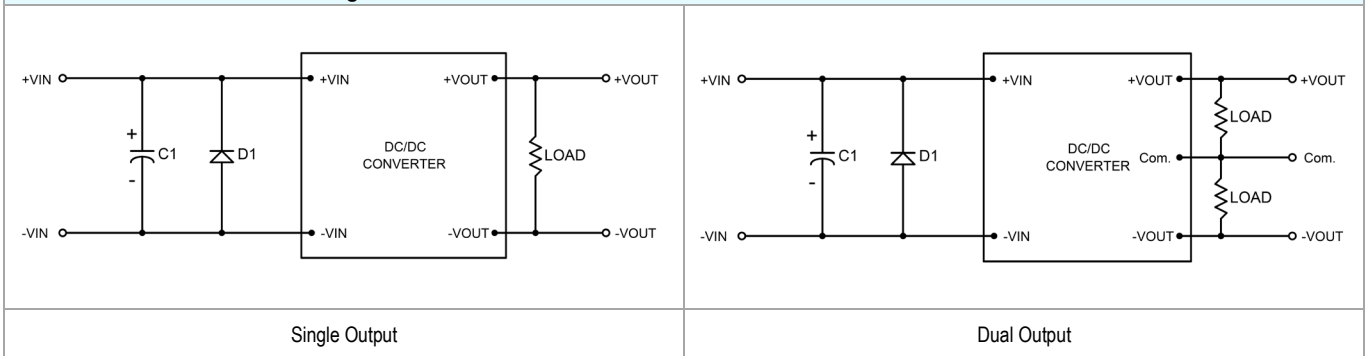 +VIN
+VIN
+VOUT
+VOUT
+
C1
-
D1
DC/DC
CONVERTER
LOAD
-VIN
-VIN
-VOUT
-VOUT
Single Output
+VIN
+VIN
+VOUT
+VOUT
LOAD
+
C1
-
D1
DC/DC
CONVERTER
Com.
Com.
LOAD
-VIN
-VIN
-VOUT
-VOUT
Dual Output